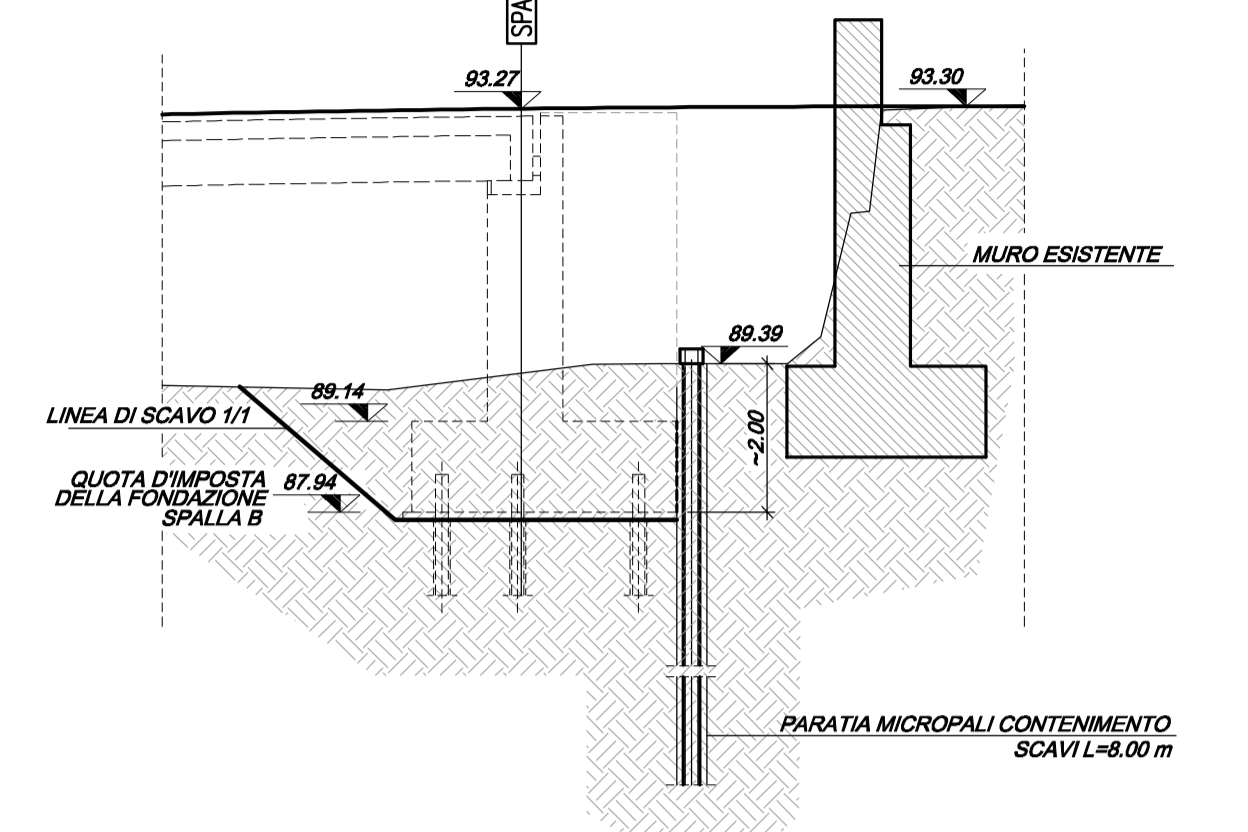 SPA
93.27
93.30
MURO ESISTENTE
89.39
89.14
LINEA DI SCAVO 1/1
~2.00
QUOTA D'IMPOSTA
DELLA FONDAZIONE
SPALLA B
87.94
PARATIA MICROPALI CONTENIMENTO
SCAVI L=8.00 m